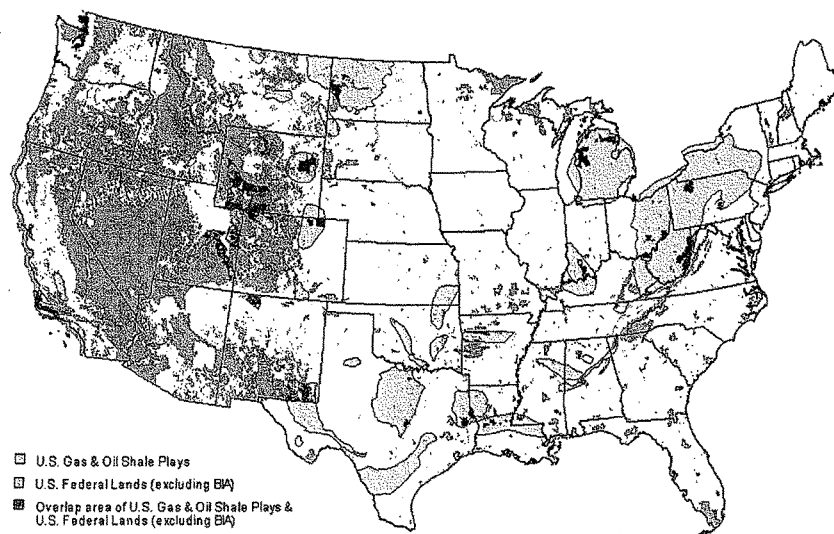 U.S. Gas & Oil Shale Plays
U.S. Federal Lands (excluding BIA)
Overlap area of U.S. Gas & Oil Shale Plays &
U.S. Federal Lands (excluding BIA)